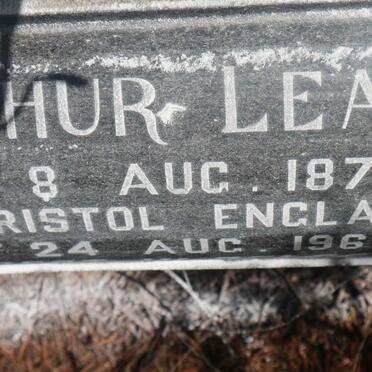 HUR LEA
8 AUG. 187
RISTOL ENGLA
24 AUG. 196